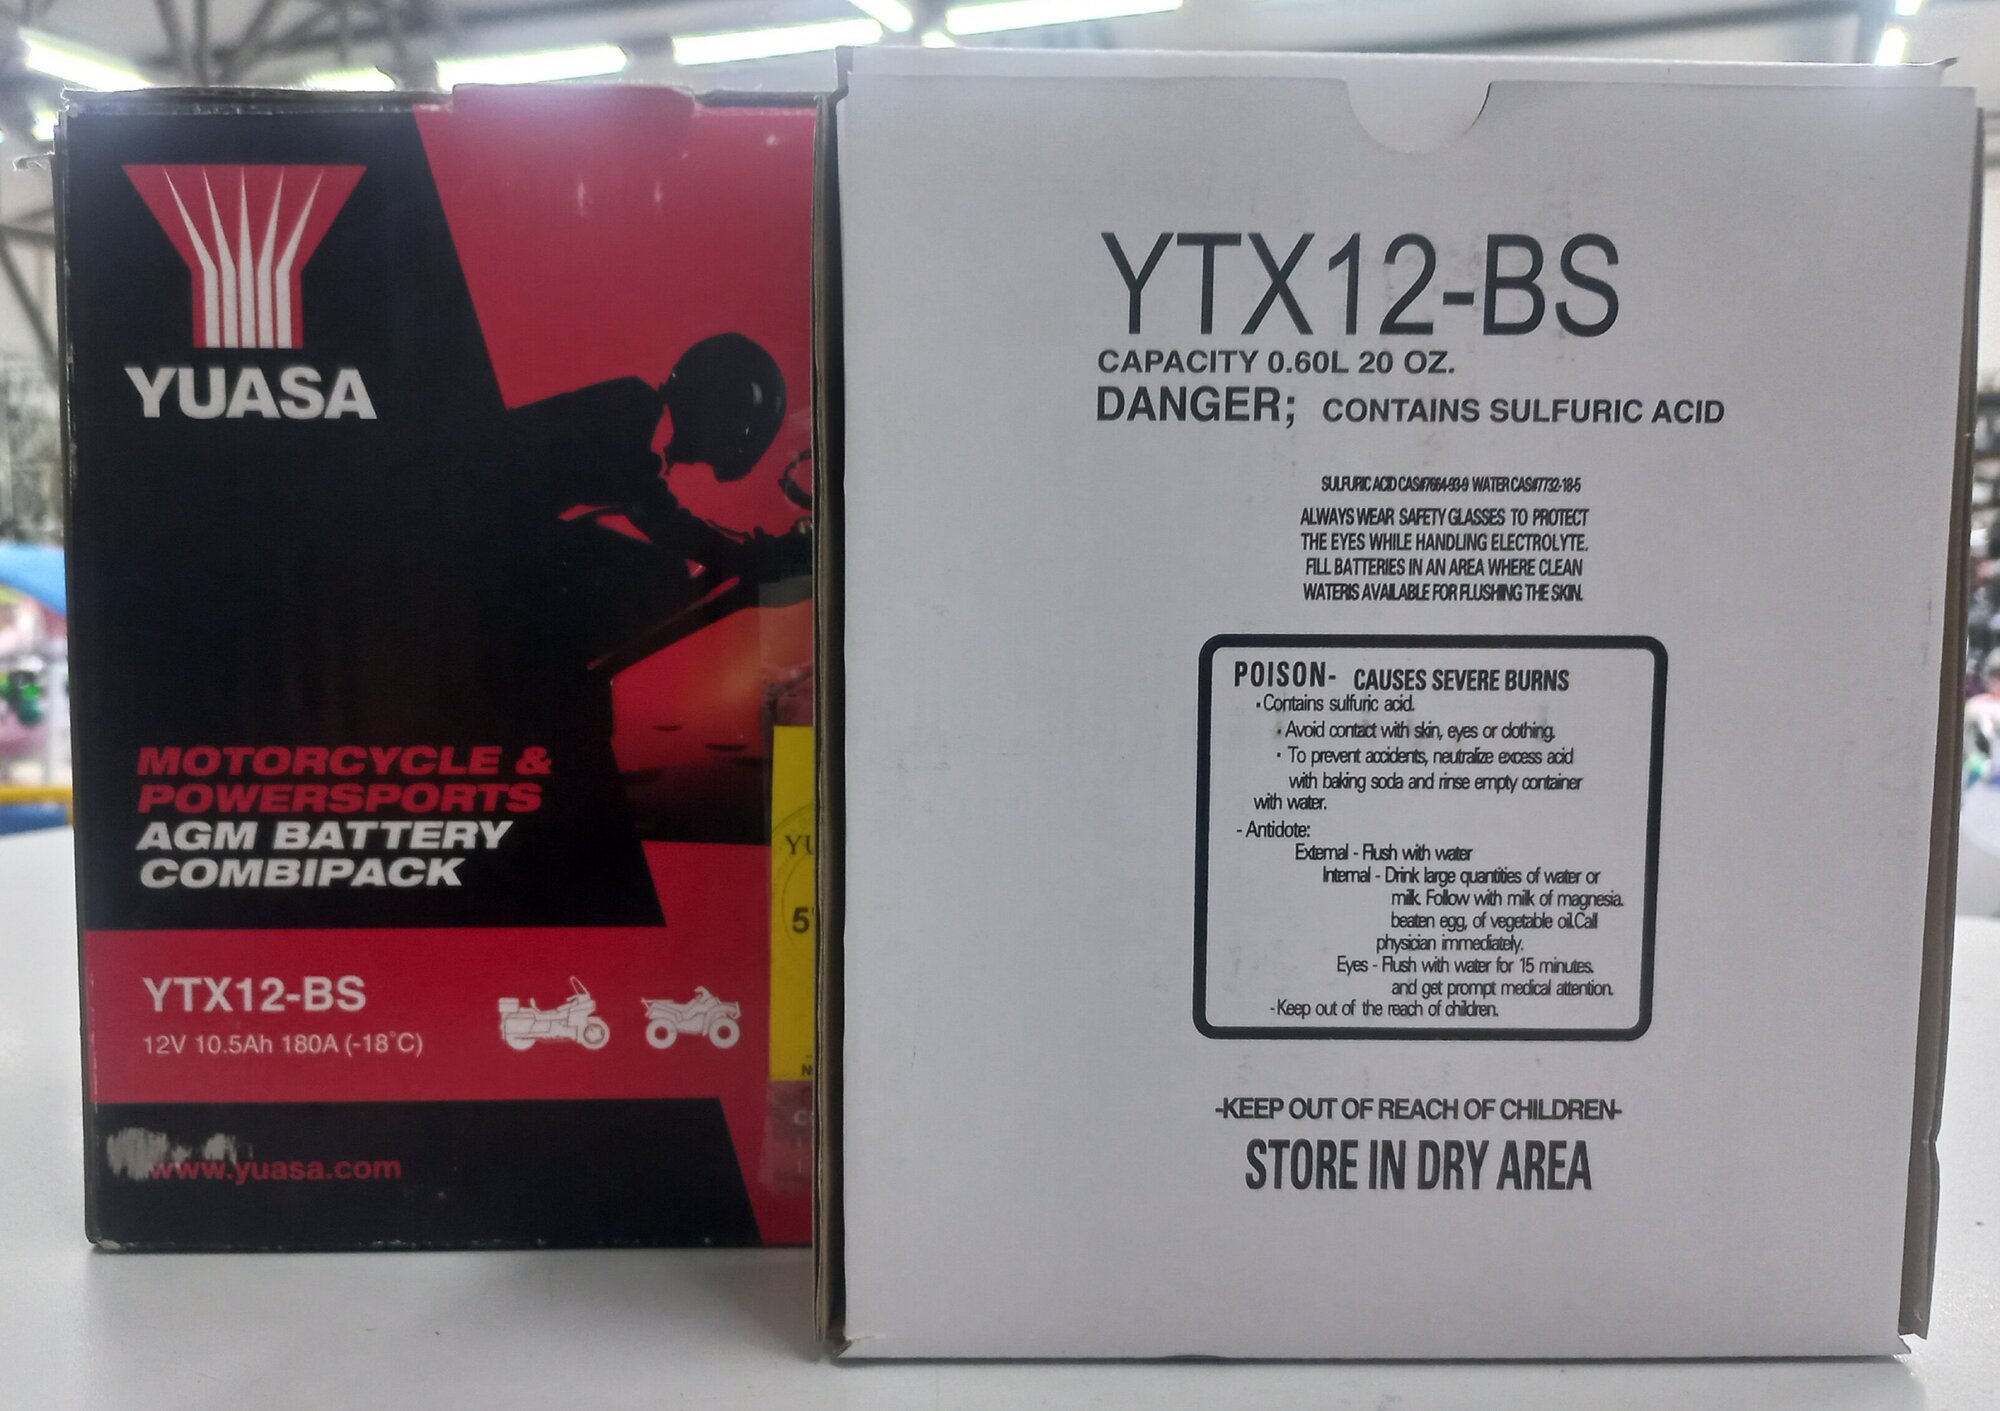 YUASA
MOTORCYCLE &
POWERSPORTS
AGM BATTERY
COMBIPACK
YTX12-BS
12V 10.5Ah 180A (-18°C)
www.yuasa.com
YTX12-BS
CAPACITY 0.60L 20 OZ.
DANGER; CONTAINS SULFURIC ACID
SULFURIC ACID CAS#7664-93-9 WATER CAS#7732-18-5
ALWAYS WEAR SAFETY GLASSES TO PROTECT
THE EYES WHILE HANDLING ELECTROLYTE.
FILL BATTERIES IN AN AREA WHERE CLEAN
WATERIS AVAILABLE FOR FLUSHING THE SKIN.
POISON- CAUSES SEVERE BURNS
· Contains sulfuric acid.
· Avoid contact with skin, eyes or clothing.
· To prevent accidents, neutralize excess acid
with baking soda and rinse empty container
with water.
- Antidote:
External - Flush with water
Internal - Drink large quantities of water or
milk. Follow with milk of magnesia.
beaten egg, of vegetable oil.Call
physician immediately.
Eyes - Flush with water for 15 minutes.
and get prompt medical attention.
-Keep out of the reach of children.
-KEEP OUT OF REACH OF CHILDREN-
STORE IN DRY AREA